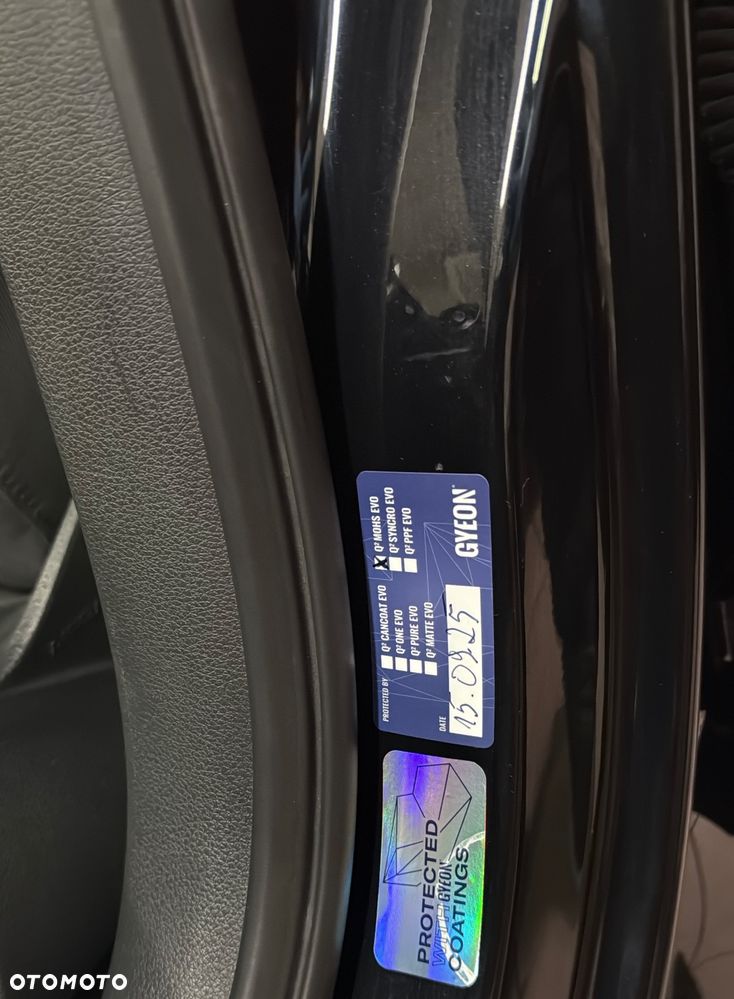 PROTECTED BY
Q² CANCOAT EVO
Q² ONE EVO
Q² PURE EVO
Q² MATTE EVO
X Q² MOHS EVO
Q² SYNCRO EVO
Q² PPF EVO
DATE
15.09.25
GYEON
PROTECTED
WITH GYEON
COATINGS
OTOMOTO